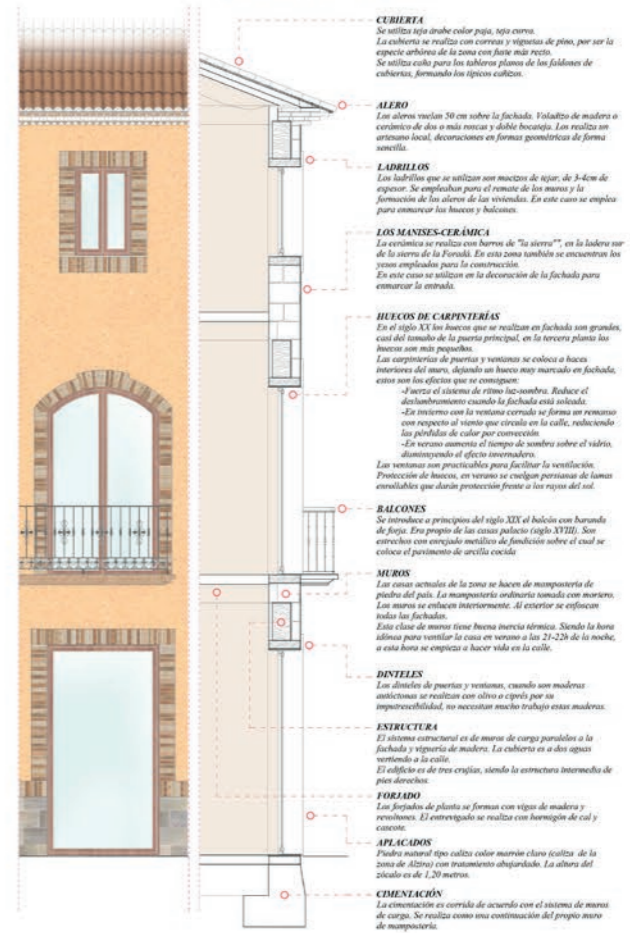 CUBIERTA
Se utiliza teja árabe color paja, teja curva.
La cubierta se realiza con correas y viguetas de pino, por ser la
especie arbórea de la zona con fuste más recto.
Se utiliza caña para los tableros planos de los faldones de
cubiertas, formando los típicos cañizos.
ALERO
Los aleros vuelan 50 cm sobre la fachada. Voladizo de madera o
cerámico de dos o más roscas y doble bocateja. Los realiza un
artesano local, decoraciones en formas geométricas de forma
sencilla.
LADRILLOS
Los ladrillos que se utilizan son macizos de tejar, de 3-4cm de
espesor. Se empleaban para el remate de los muros y la
formación de los aleros de las viviendas. En este caso se emplea
para enmarcar los huecos y balcones.
LOS MANISES-CERÁMICA
La cerámica se realiza con barros de "la sierra"", en la ladera sur
de la sierra de la Foradá. En esta zona también se encuentran los
yesos empleados para la construcción.
En este caso se utilizan en la decoración de la fachada para
enmarcar la entrada.
HUECOS DE CARPINTERÍAS
En el siglo XX los huecos que se realizan en fachada son grandes,
casi del tamaño de la puerta principal, en la tercera planta los
huecos son más pequeños.
Las carpinterías de puertas y ventanas se coloca a haces
interiores del muro, dejando un hueco muy marcado en fachada,
estos son los efectos que se consiguen:
-Fuerza el sistema de ritmo luz-sombra. Reduce el
deslumbramiento cuando la fachada está soleada.
-En invierno con la ventana cerrada se forma un remanso
con respecto al viento que circula en la calle, reduciendo
las pérdidas de calor por convección
-En verano aumenta el tiempo de sombra sobre el vidrio,
disminuyendo el efecto invernadero.
Las ventanas son practicables para facilitar la ventilación.
Protección de huecos, en verano se cuelgan persianas de lamas
enrollables que darán protección frente a los rayos del sol.
BALCONES
Se introduce a principios del siglo XIX el balcón con baranda
de forja. Era propio de las casas palacio (siglo XVIII). Son
estrechos con enrejado metálico de fundición sobre el cual se
coloca el pavimento de arcilla cocida
MUROS
Las casas actuales de la zona se hacen de mampostería de
piedra del país. La mampostería ordinaria tomada con mortero.
Los muros se enlucen interiormente. Al exterior se enfoscan
todas las fachadas.
Esta clase de muros tiene buena inercia térmica. Siendo la hora
idónea para ventilar la casa en verano a las 21-22h de la noche,
a esta hora se empieza a hacer vida en la calle.
DINTELES
Los dinteles de puertas y ventanas, cuando son maderas
autóctonas se realizan con olivo o ciprés por su
imputrescibilidad, no necesitan mucho trabajo estas maderas.
ESTRUCTURA
El sistema estructural es de muros de carga paralelos a la
fachada y viguería de madera. La cubierta es a dos aguas
vertiendo a la calle.
El edificio es de tres crujías, siendo la estructura intermedia de
pies derechos.
FORJADO
Los forjados de planta se forman con vigas de madera y
revoltones. El entrevigado se realiza con hormigón de cal y
cascote.
APLACADOS
Piedra natural tipo caliza color marrón claro (caliza de la
zona de Alzira) con tratamiento abujardado. La altura del
zócalo es de 1,20 metros.
CIMENTACIÓN
La cimentación es corrida de acuerdo con el sistema de muros
de carga. Se realiza como una continuación del propio muro
de mampostería.